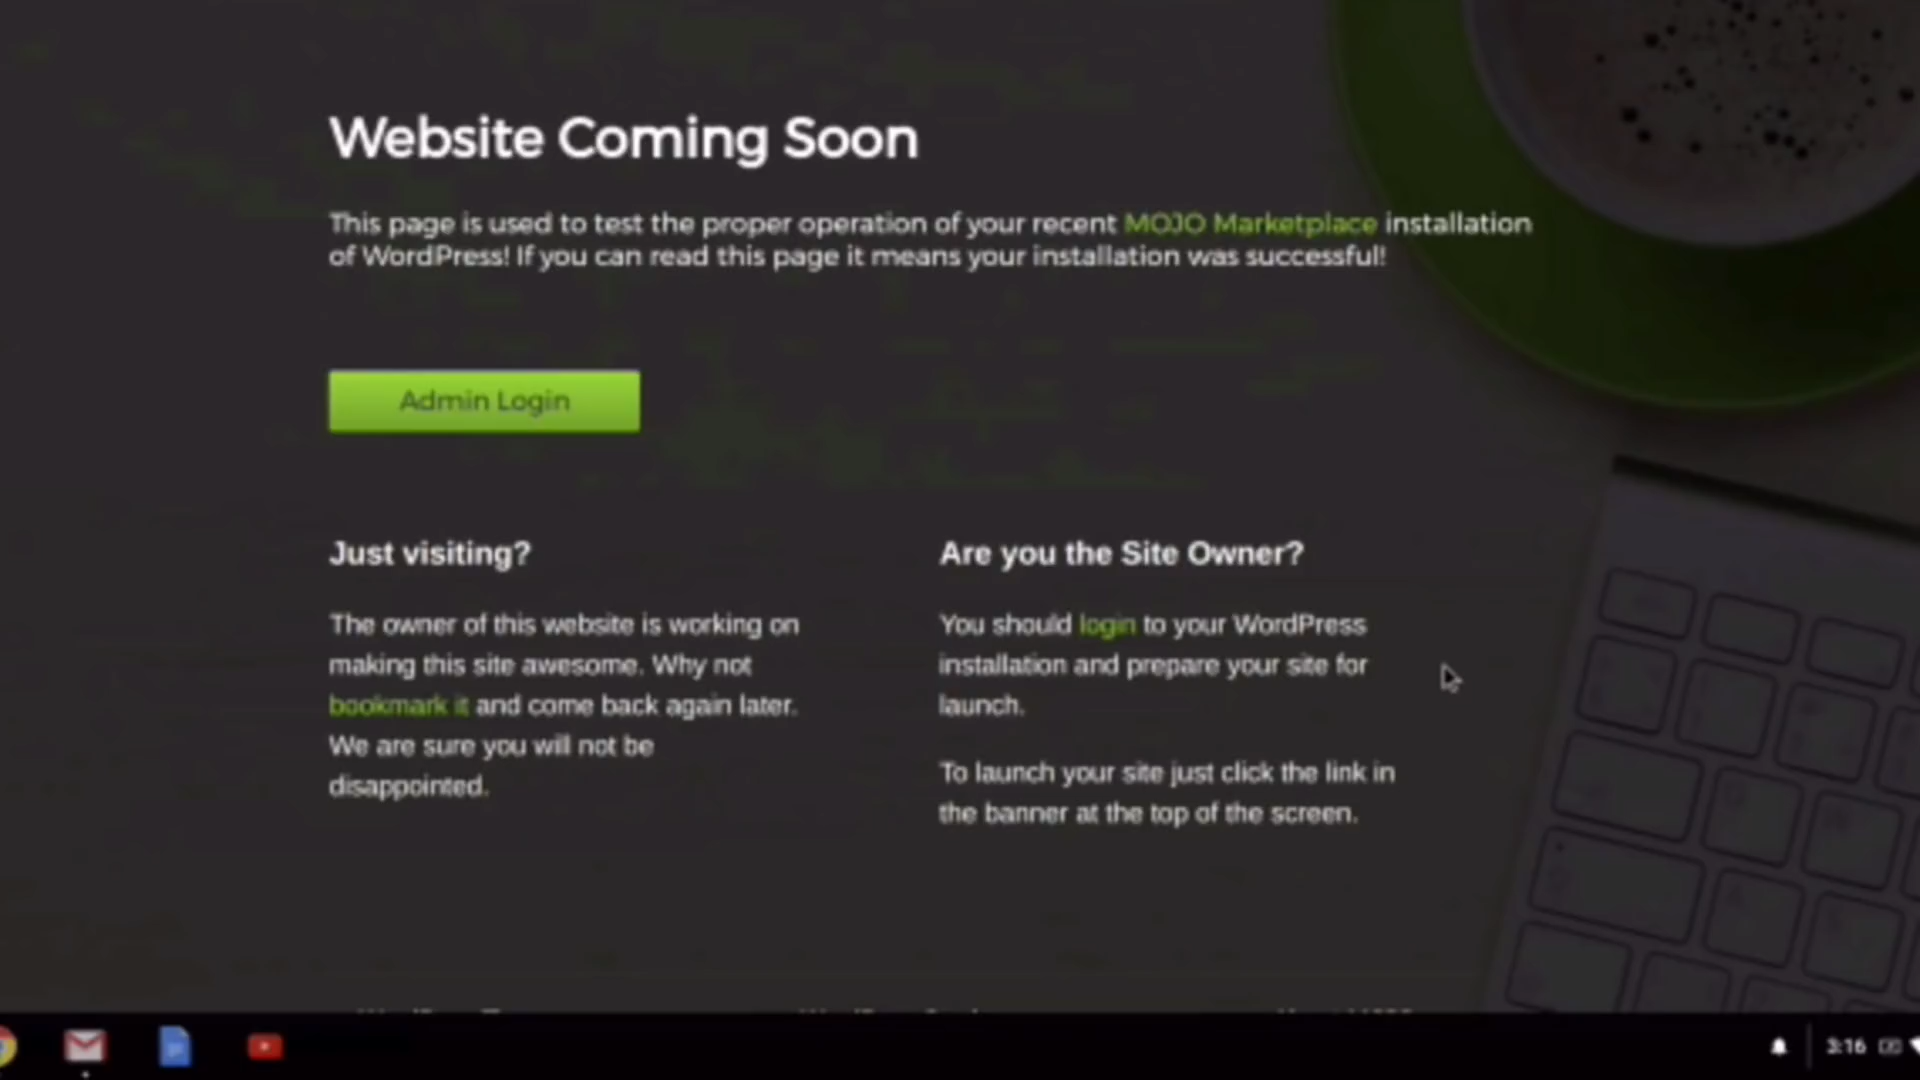 Website Coming Soon
This page is used to test the proper operation of your recent MOJO Marketplace installation
of WordPress! If you can read this page it means your installation was successful!
Admin Login
Just visiting?
The owner of this website is working on
making this site awesome. Why not
bookmark it and come back again later.
We are sure you will not be
disappointed.
Are you the Site Owner?
You should login to your WordPress
installation and prepare your site for
launch.
To launch your site just click the link in
the banner at the top of the screen.
3:16